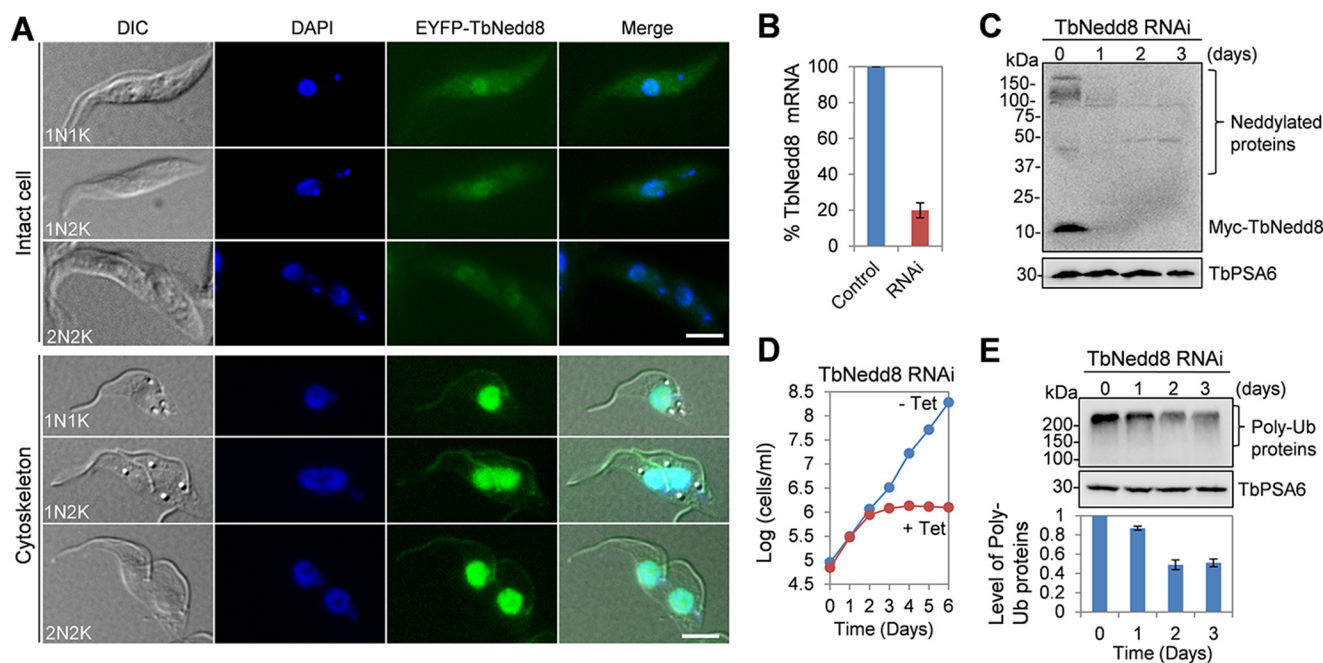 A
DIC DAPI EYFP-TbNedd8 Merge
Intact cell
1N1K
1N2K
2N2K
Cytoskeleton
1N1K
1N2K
2N2K
B
% TbNedd8 mRNA
100
80
60
40
20
0
Control RNAi
C
TbNedd8 RNAi
kDa 0 1 2 3 (days)
150-
100-
75-
50-
37-
25-
10-
Neddylated
proteins
Myc-TbNedd8
30- TbPSA6
D
TbNedd8 RNAi
Log (cells/ml)
8.5
8
7.5
7
6.5
6
5.5
5
4.5
- Tet
+ Tet
0 1 2 3 4 5 6
Time (Days)
E
TbNedd8 RNAi
kDa 0 1 2 3 (days)
200-
150-
100-
Poly-Ub
proteins
30- TbPSA6
Level of Poly-
Ub proteins
1
0.8
0.6
0.4
0.2
0
0 1 2 3
Time (Days)